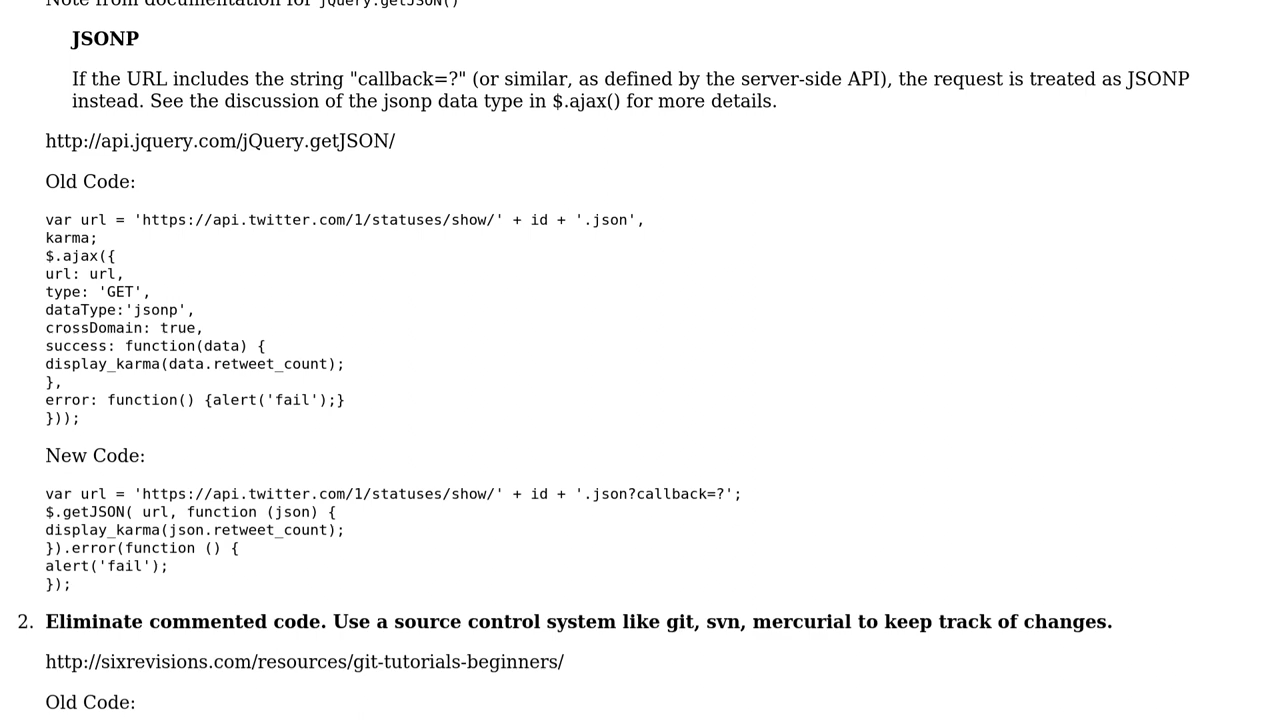 Note from documentation for jQuery.getJSON()
JSONP
If the URL includes the string "callback=?" (or similar, as defined by the server-side API), the request is treated as JSONP
instead. See the discussion of the jsonp data type in $.ajax() for more details.
http://api.jquery.com/jQuery.getJSON/
Old Code:
var url = 'https://api.twitter.com/1/statuses/show/' + id + '.json',
karma;
$.ajax({
url: url,
type: 'GET',
dataType:'jsonp',
crossDomain: true,
success: function(data) {
display_karma(data.retweet_count);
},
error: function() {alert('fail');}
}));
New Code:
var url = 'https://api.twitter.com/1/statuses/show/' + id + '.json?callback=?';
$.getJSON( url, function (json) {
display_karma(json.retweet_count);
}).error(function () {
alert('fail');
});
2. Eliminate commented code. Use a source control system like git, svn, mercurial to keep track of changes.
http://sixrevisions.com/resources/git-tutorials-beginners/
Old Code: